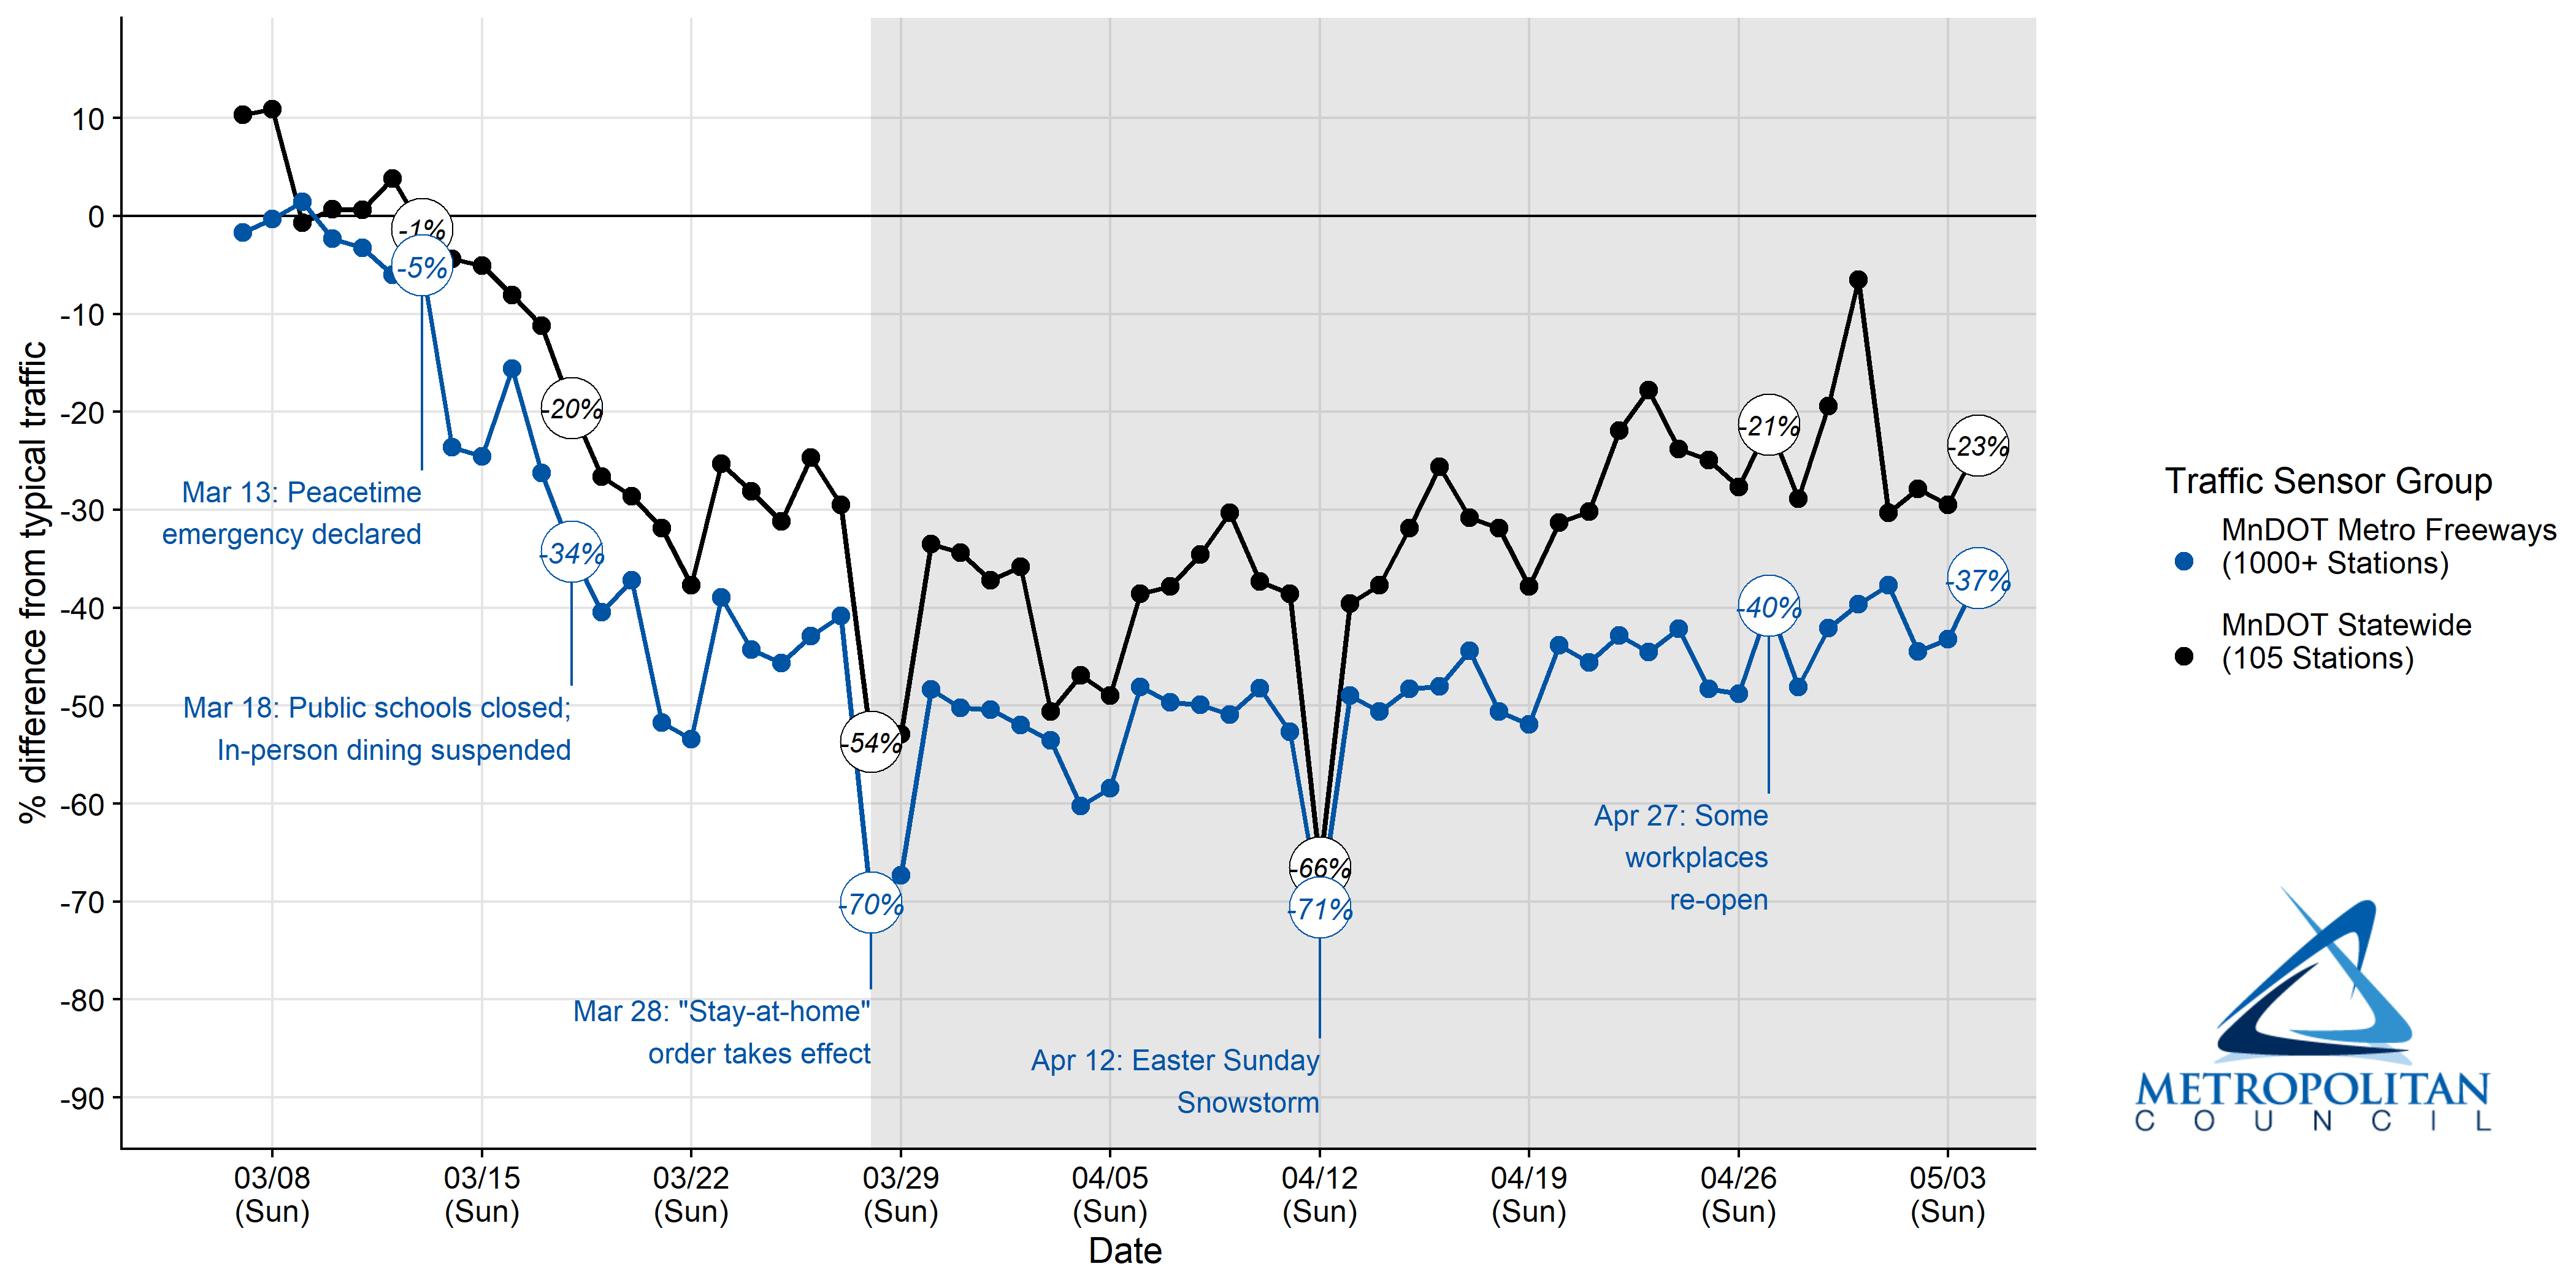 % difference from typical traffic
10
0
-10
-20
-30
-40
-50
-60
-70
-80
-90
-1%
-5%
-20%
-34%
-54%
-70%
-66%
-71%
-21%
-40%
-23%
-37%
Mar 13: Peacetime
emergency declared
Mar 18: Public schools closed;
In-person dining suspended
Mar 28: "Stay-at-home"
order takes effect
Apr 12: Easter Sunday
Snowstorm
Apr 27: Some
workplaces
re-open
03/08
(Sun)
03/15
(Sun)
03/22
(Sun)
03/29
(Sun)
04/05
(Sun)
04/12
(Sun)
04/19
(Sun)
04/26
(Sun)
05/03
(Sun)
Date
Traffic Sensor Group
MnDOT Metro Freeways
(1000+ Stations)
MnDOT Statewide
(105 Stations)
METROPOLITAN
COUNCIL